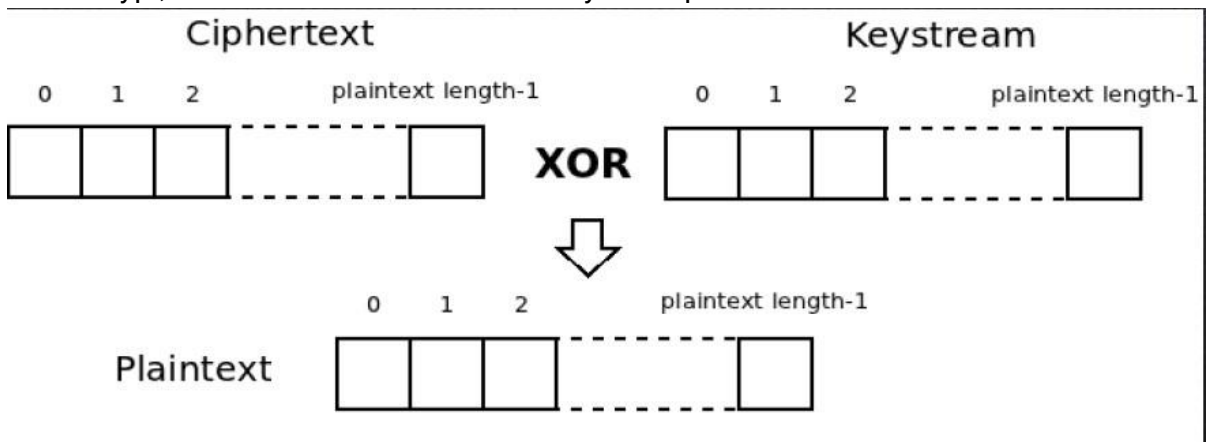 Ciphertext Keystream
0 1 2 plaintext length-1 0 1 2 plaintext length-1
XOR
0 1 2 plaintext length-1
Plaintext